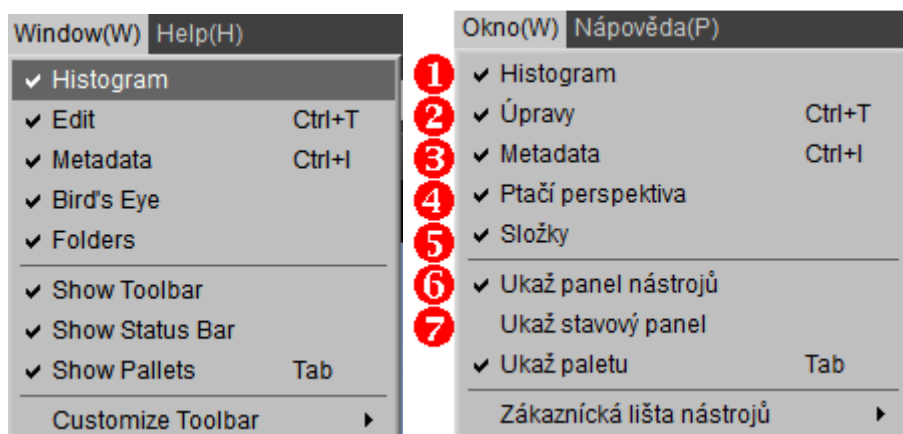 Window(W) Help(H)
✓ Histogram
✓ Edit Ctrl+T
✓ Metadata Ctrl+I
✓ Bird's Eye
✓ Folders
✓ Show Toolbar
✓ Show Status Bar
✓ Show Pallets Tab
Customize Toolbar
Okno(W) Nápověda(P)
1 ✓ Histogram
2 ✓ Úpravy Ctrl+T
3 ✓ Metadata Ctrl+I
4 ✓ Ptačí perspektiva
5 ✓ Složky
6 ✓ Ukaž panel nástrojů
7 Ukaž stavový panel
✓ Ukaž paletu Tab
Zákaznícká lišta nástrojů